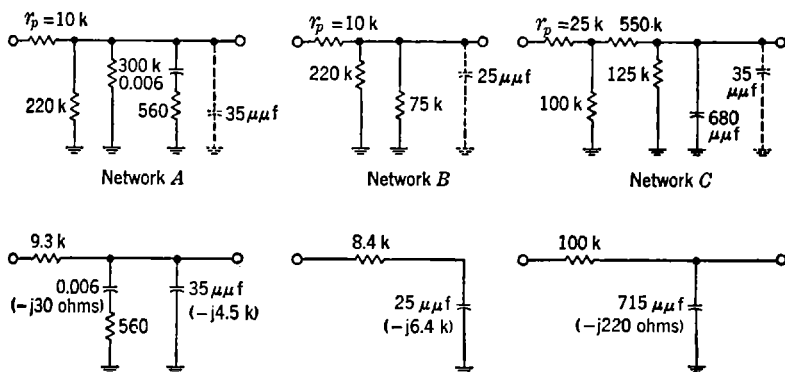 r_p = 10 k
220 k
300 k
0.006
560
35 μμf
Network A
r_p = 10 k
220 k
75 k
25 μμf
Network B
r_p = 25 k
550 k
100 k
125 k
680
μμf
35
μμf
Network C
9.3 k
0.006
(−j30 ohms)
560
35 μμf
(−j4.5 k)
8.4 k
25 μμf
(−j6.4 k)
100 k
715 μμf
(−j220 ohms)